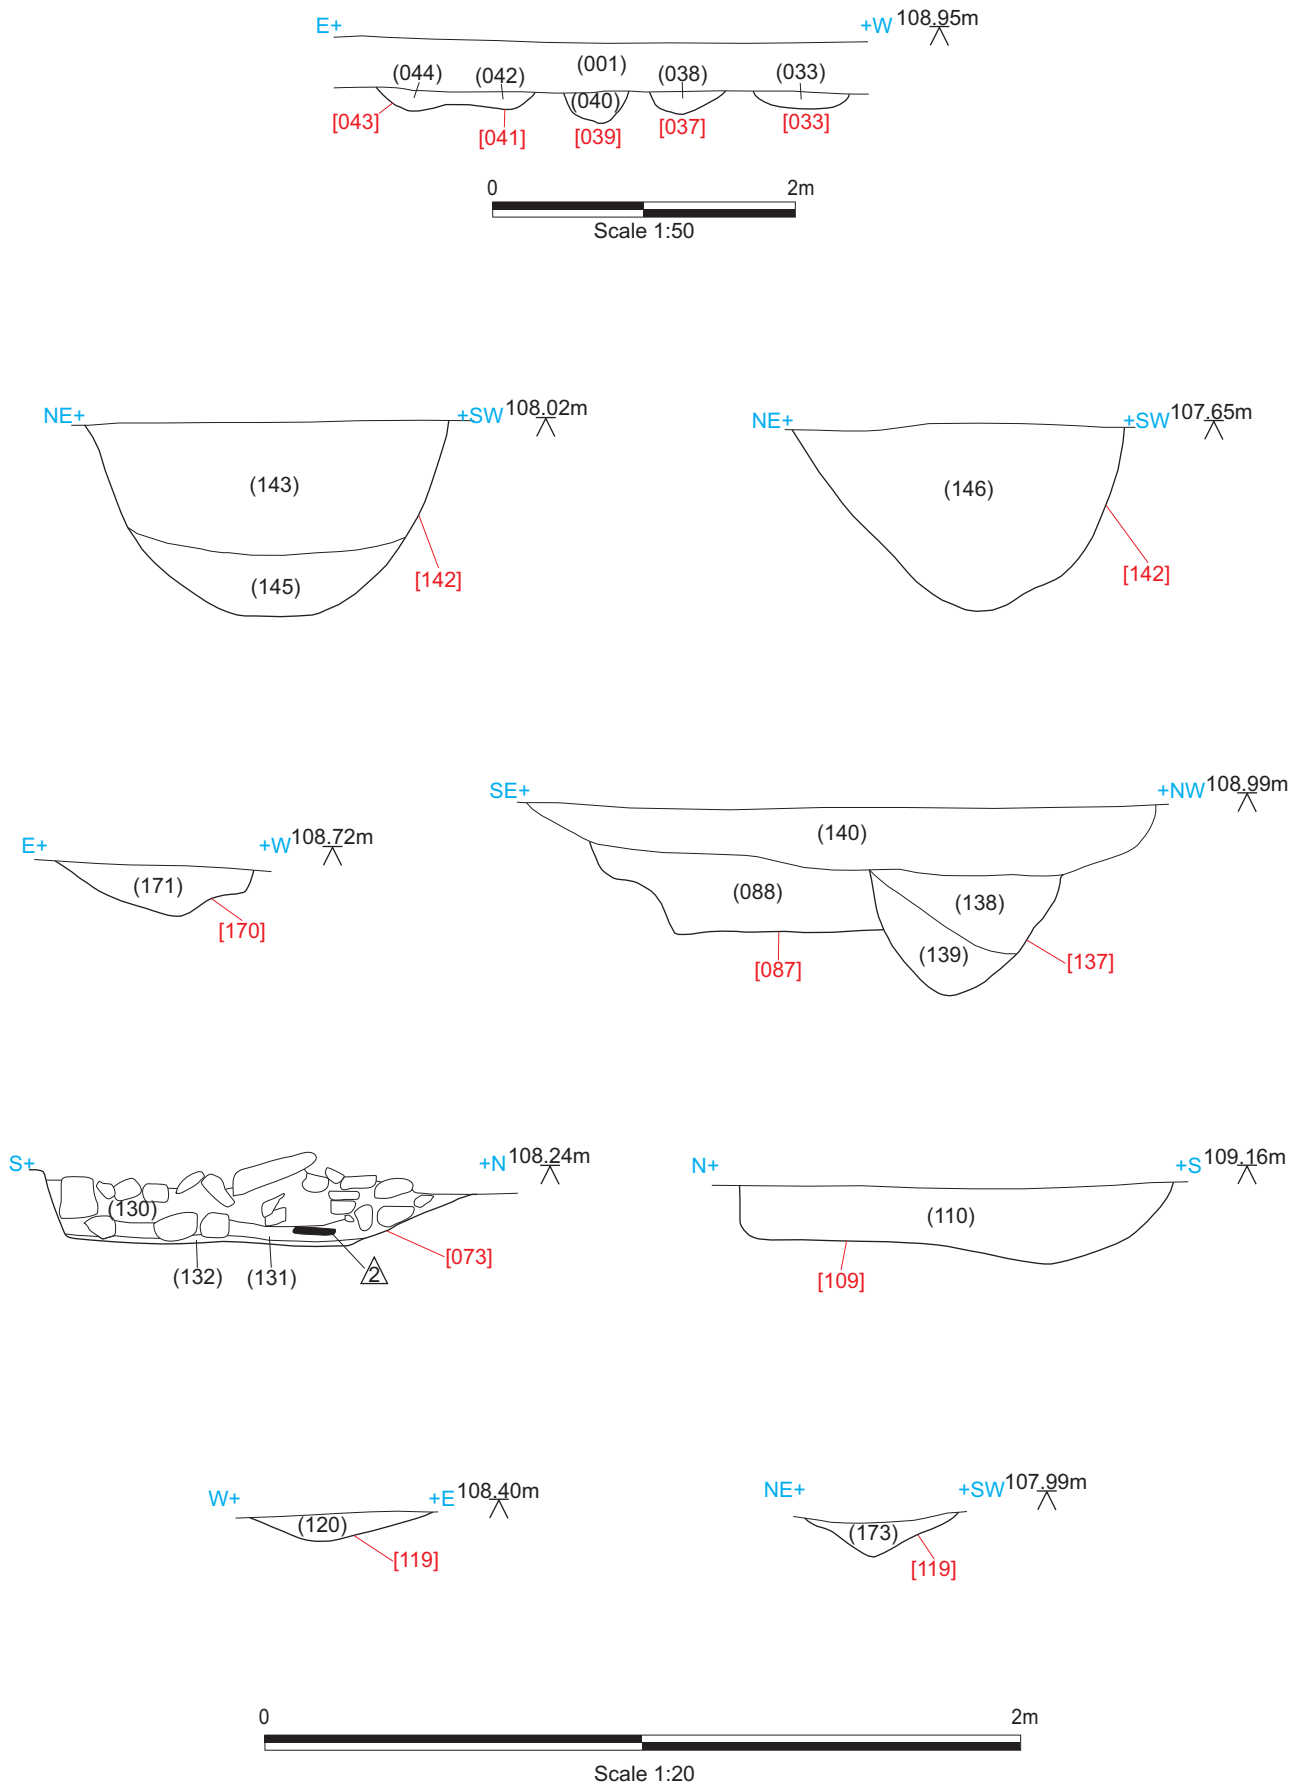 E+ +W 108.95m
(044) (042) (001) (038) (033)
(040)
[043] [041] [039] [037] [033]
0 2m
Scale 1:50
NE+ +SW 108.02m
(143)
(145)
[142]
NE+ +SW 107.65m
(146)
[142]
E+ +W 108.72m
(171)
[170]
SE+ +NW 108.99m
(140)
(088) (138)
(139)
[087] [137]
S+ +N 108.24m
(130)
[073]
(132) (131) 2
N+ +S 109.16m
(110)
[109]
W+ +E 108.40m
(120)
[119]
NE+ +SW 107.99m
(173)
[119]
0 2m
Scale 1:20